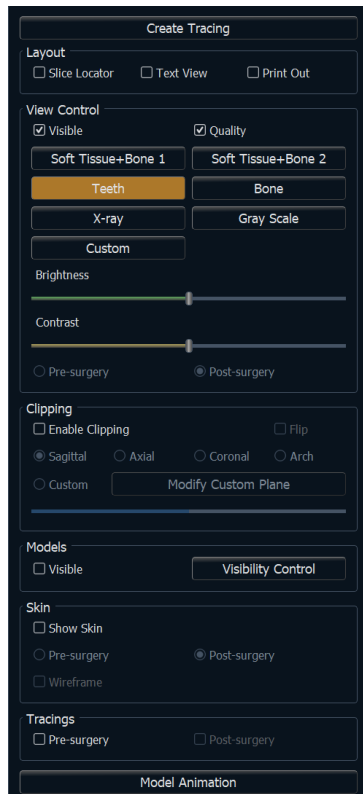 Create Tracing
Layout
Slice Locator Text View Print Out
View Control
Visible Quality
Soft Tissue+Bone 1 Soft Tissue+Bone 2
Teeth Bone
X-ray Gray Scale
Custom
Brightness
Contrast
Pre-surgery Post-surgery
Clipping
Enable Clipping Flip
Sagittal Axial Coronal Arch
Custom Modify Custom Plane
Models
Visible Visibility Control
Skin
Show Skin
Pre-surgery Post-surgery
Wireframe
Tracings
Pre-surgery Post-surgery
Model Animation